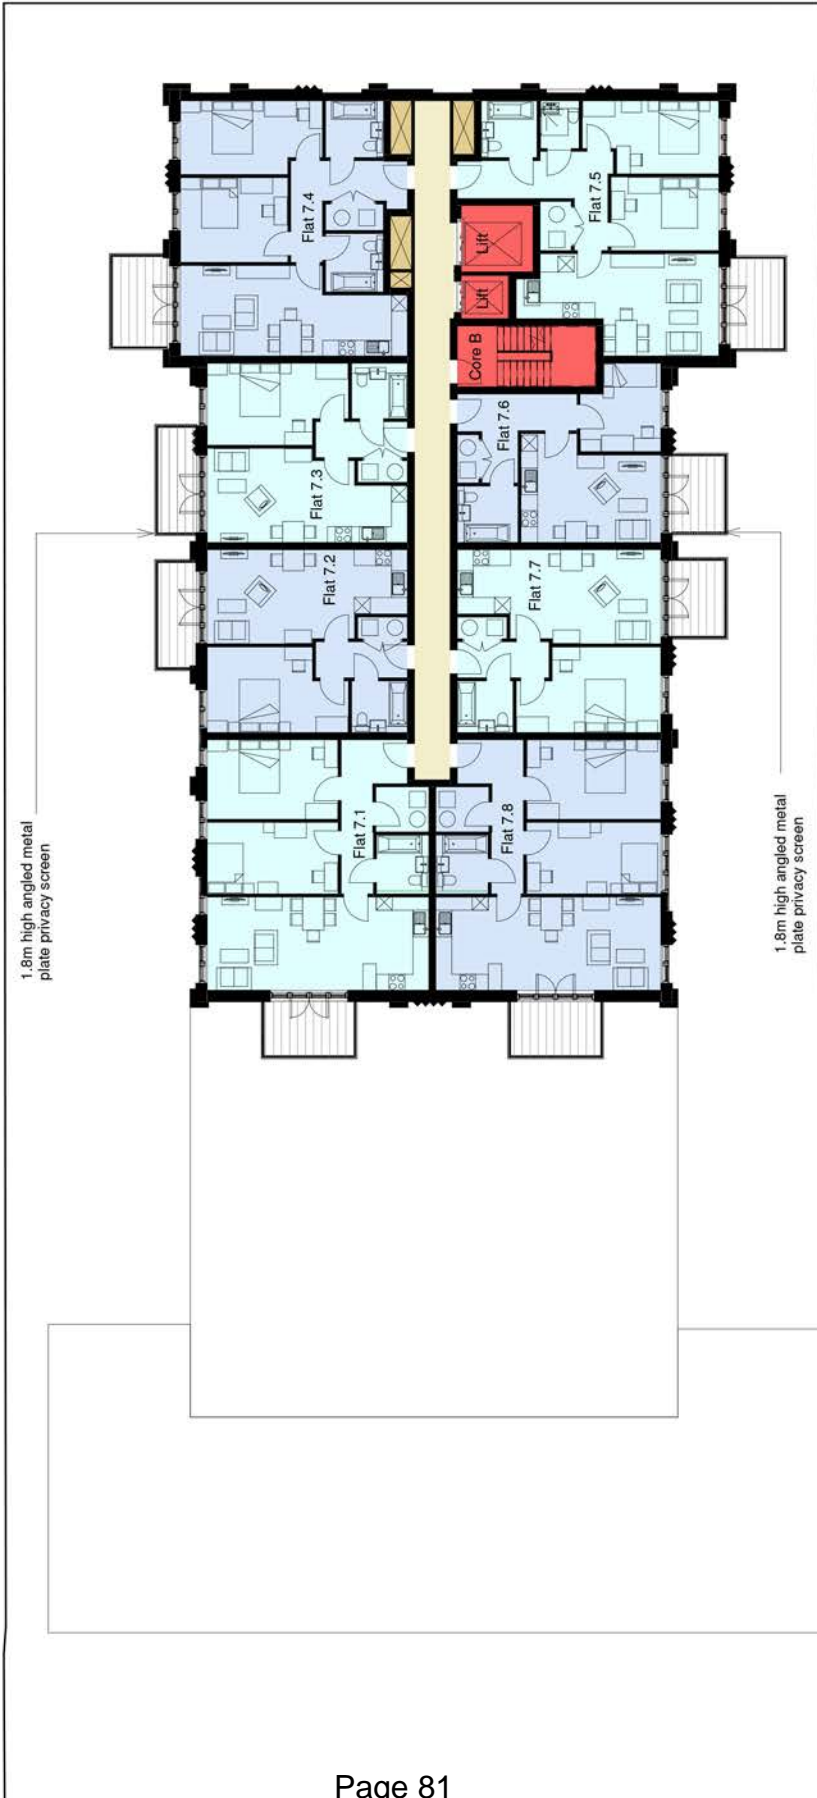 Flat 7.4
Flat 7.5
Lift
Lift
Core B
Flat 7.6
Flat 7.3
Flat 7.2
Flat 7.7
Flat 7.1
Flat 7.8
1.8m high angled metal
plate privacy screen
1.8m high angled metal
plate privacy screen
Page 81